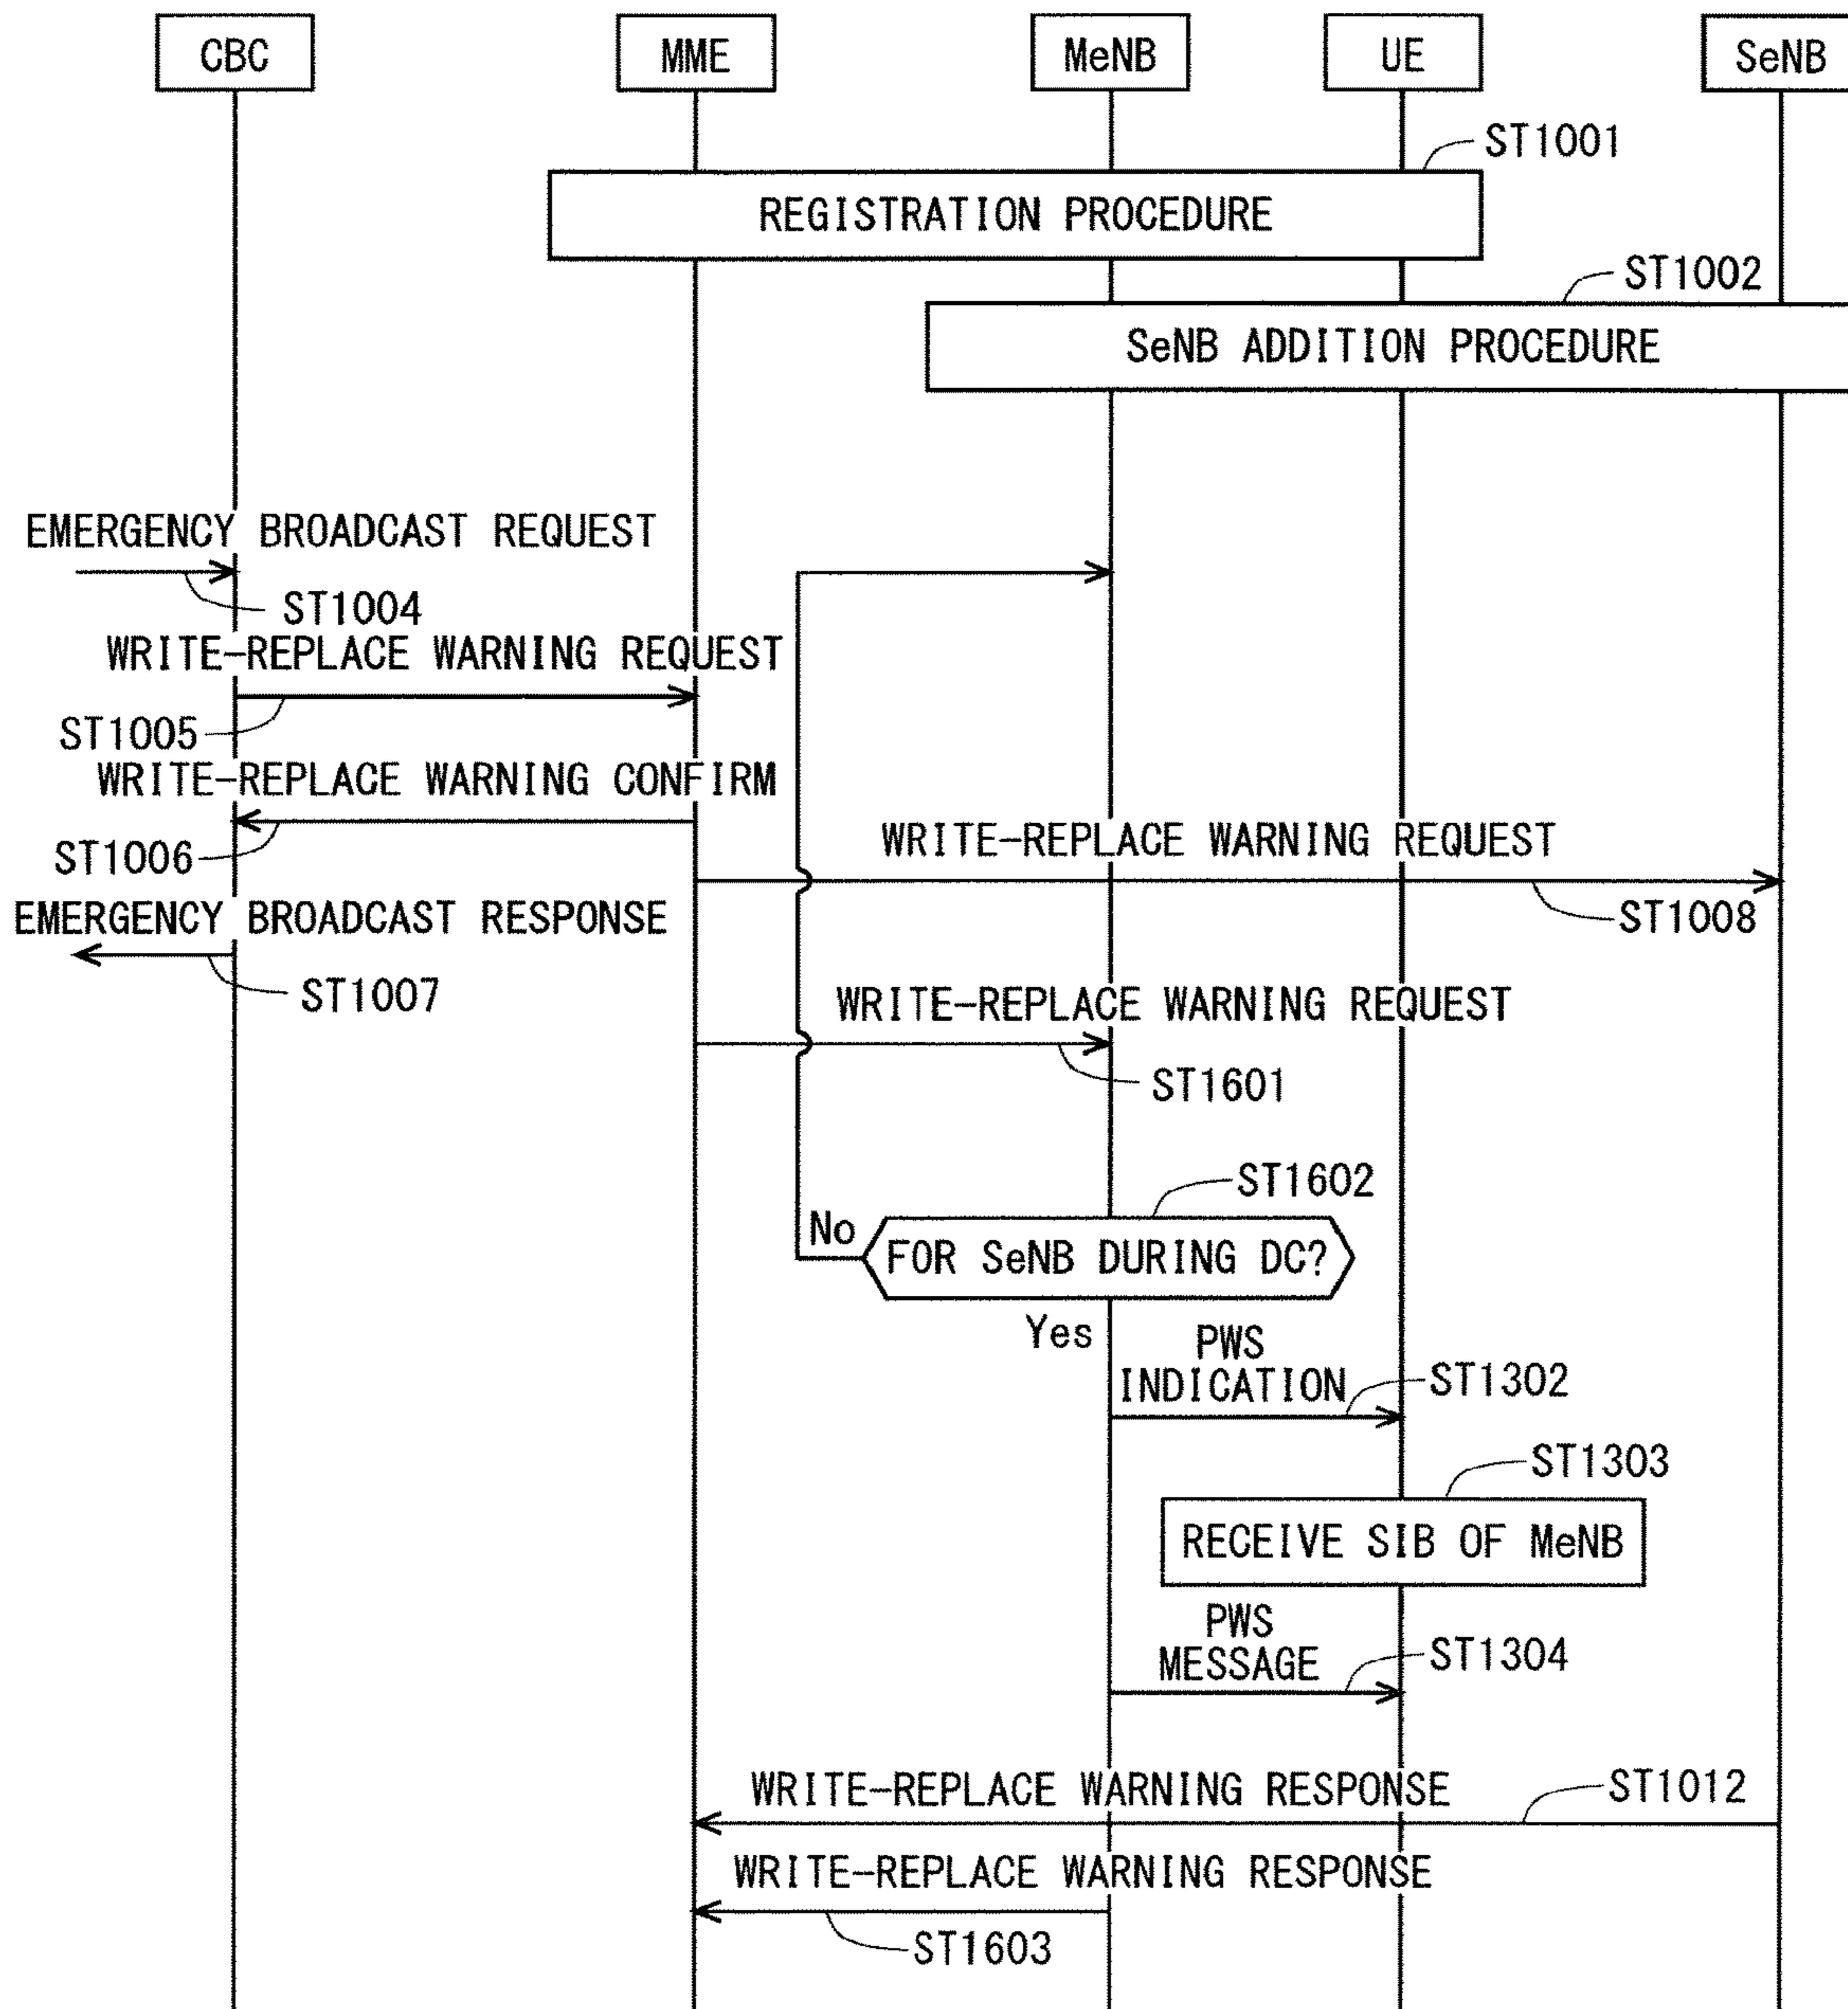 CBC
MME
MeNB
UE
SeNB
ST1001
REGISTRATION PROCEDURE
ST1002
SeNB ADDITION PROCEDURE
EMERGENCY BROADCAST REQUEST
ST1004
WRITE-REPLACE WARNING REQUEST
ST1005
WRITE-REPLACE WARNING CONFIRM
WRITE-REPLACE WARNING REQUEST
ST1006
ST1008
EMERGENCY BROADCAST RESPONSE
ST1007
WRITE-REPLACE WARNING REQUEST
ST1601
ST1602
No
FOR SeNB DURING DC?
Yes
PWS
INDICATION
ST1302
ST1303
RECEIVE SIB OF MeNB
PWS
MESSAGE
ST1304
WRITE-REPLACE WARNING RESPONSE
ST1012
WRITE-REPLACE WARNING RESPONSE
ST1603